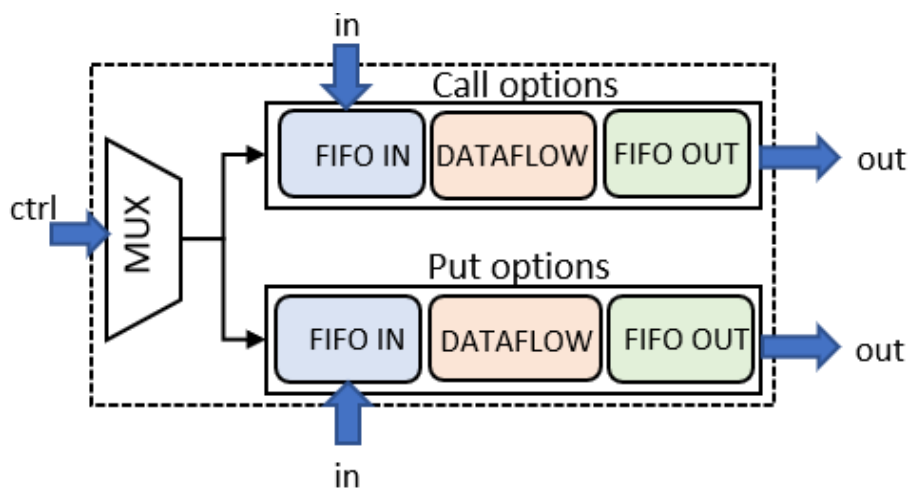 in
Call options
FIFO IN
DATAFLOW
FIFO OUT
out
ctrl
MUX
Put options
FIFO IN
DATAFLOW
FIFO OUT
out
in